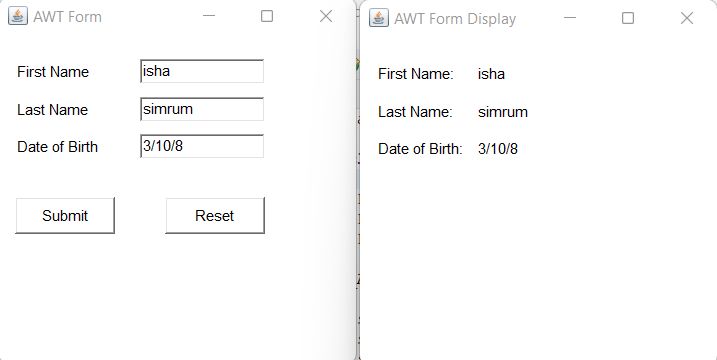 AWT Form
First Name isha
Last Name simrum
Date of Birth 3/10/8
Submit Reset
AWT Form Display
First Name: isha
Last Name: simrum
Date of Birth: 3/10/8